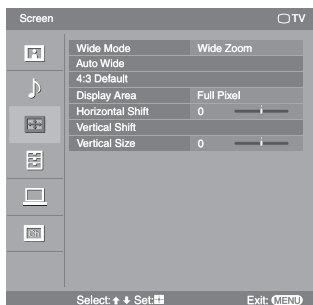 Screen TV
Wide Mode Wide Zoom
Auto Wide
4:3 Default
Display Area Full Pixel
Horizontal Shift 0
Vertical Shift
Vertical Size 0
Ch
Select: Set: Exit: MENU